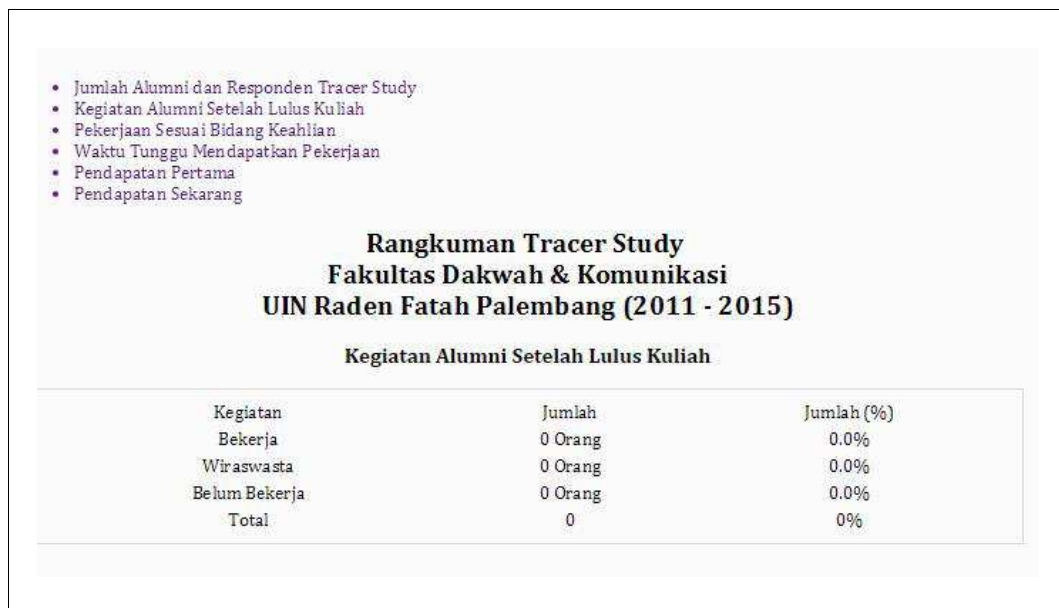 Jumlah Alumni dan Responden Tracer Study
Kegiatan Alumni Setelah Lulus Kuliah
Pekerjaan Sesuai Bidang Keahlian
Waktu Tunggu Mendapatkan Pekerjaan
Pendapatan Pertama
Pendapatan Sekarang
Rangkuman Tracer Study
Fakultas Dakwah & Komunikasi
UIN Raden Fatah Palembang (2011 - 2015)
Kegiatan Alumni Setelah Lulus Kuliah
Kegiatan Jumlah Jumlah (%)
Bekerja 0 Orang 0.0%
Wiraswasta 0 Orang 0.0%
Belum Bekerja 0 Orang 0.0%
Total 0 0%